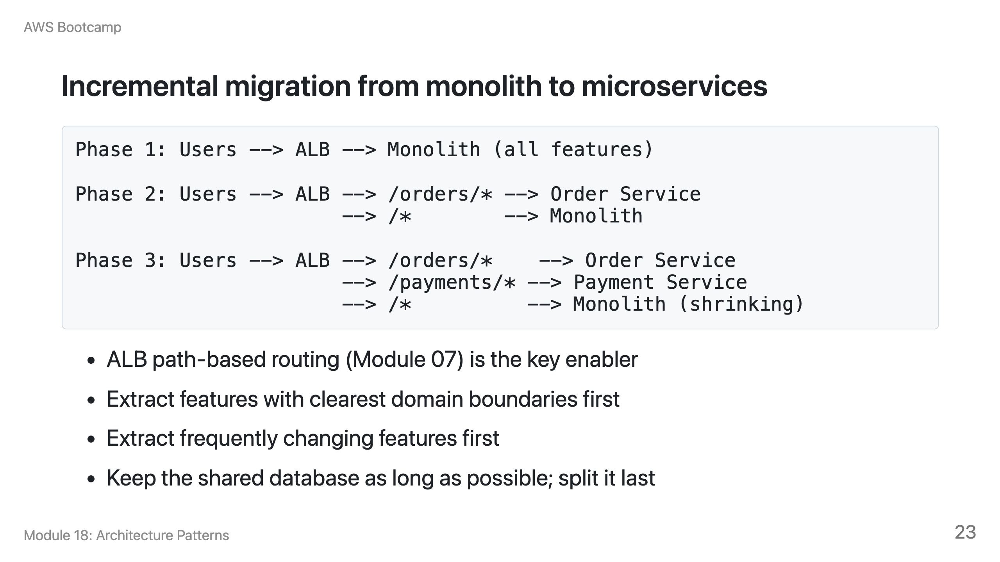 AWS Bootcamp
Incremental migration from monolith to microservices
Phase 1: Users --> ALB --> Monolith (all features)
Phase 2: Users --> ALB --> /orders/* --> Order Service
                       --> /*        --> Monolith
Phase 3: Users --> ALB --> /orders/*    --> Order Service
                       --> /payments/* --> Payment Service
                       --> /*          --> Monolith (shrinking)
• ALB path-based routing (Module 07) is the key enabler
• Extract features with clearest domain boundaries first
• Extract frequently changing features first
• Keep the shared database as long as possible; split it last
Module 18: Architecture Patterns
23